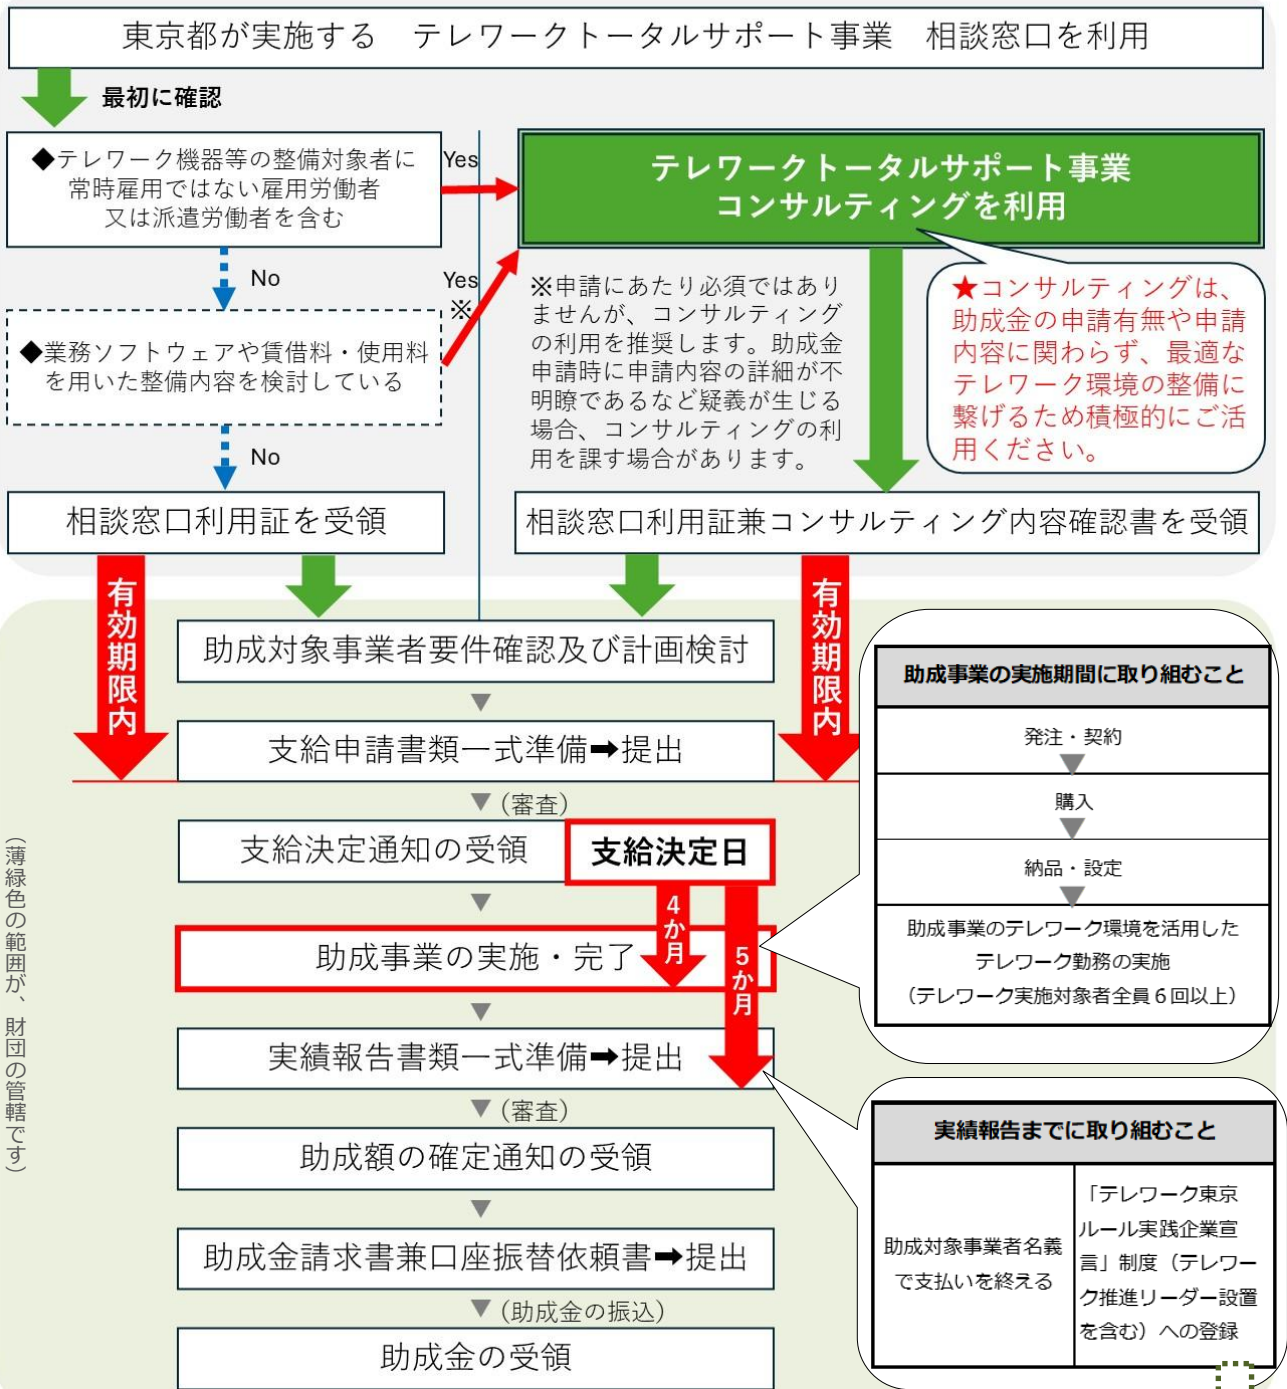 東京都が実施する　テレワークトータルサポート事業　相談窓口を利用
最初に確認
◆テレワーク機器等の整備対象者に
常時雇用ではない雇用労働者
又は派遣労働者を含む
Yes
テレワークトータルサポート事業
コンサルティングを利用
No
Yes
※
◆業務ソフトウェアや賃借料・使用料
を用いた整備内容を検討している
No
※申請にあたり必須ではあり
ませんが、コンサルティング
の利用を推奨します。助成金
申請時に申請内容の詳細が不
明瞭であるなど疑義が生じる
場合、コンサルティングの利
用を課す場合があります。
★コンサルティングは、
助成金の申請有無や申請
内容に関わらず、最適な
テレワーク環境の整備に
繋げるため積極的にご活
用ください。
相談窓口利用証を受領
相談窓口利用証兼コンサルティング内容確認書を受領
有効期限内
有効期限内
助成対象事業者要件確認及び計画検討
▼
支給申請書類一式準備➡提出
▼（審査）
支給決定通知の受領
支給決定日
▼
4か月
5か月
助成事業の実施・完了
▼
実績報告書類一式準備➡提出
▼（審査）
助成額の確定通知の受領
▼
助成金請求書兼口座振替依頼書➡提出
▼（助成金の振込）
助成金の受領
（薄緑色の範囲が、財団の管轄です）
助成事業の実施期間に取り組むこと
発注・契約
購入
納品・設定
助成事業のテレワーク環境を活用した
テレワーク勤務の実施
（テレワーク実施対象者全員６回以上）
実績報告までに取り組むこと
助成対象事業者名義
で支払いを終える
「テレワーク東京
ルール実践企業宣
言」制度（テレワー
ク推進リーダー設置
を含む）への登録